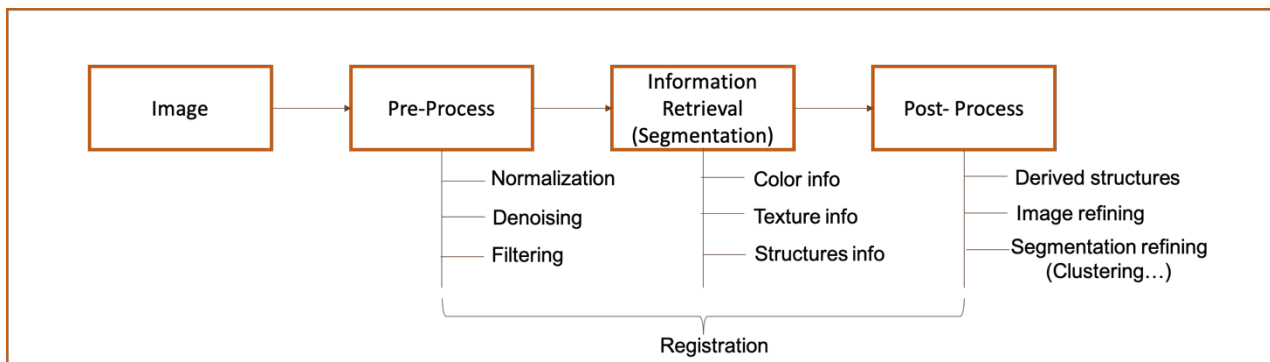 Image
Pre-Process
Information
Retrieval
(Segmentation)
Post- Process
Normalization
Denoising
Filtering
Color info
Texture info
Structures info
Derived structures
Image refining
Segmentation refining
(Clustering…)
Registration